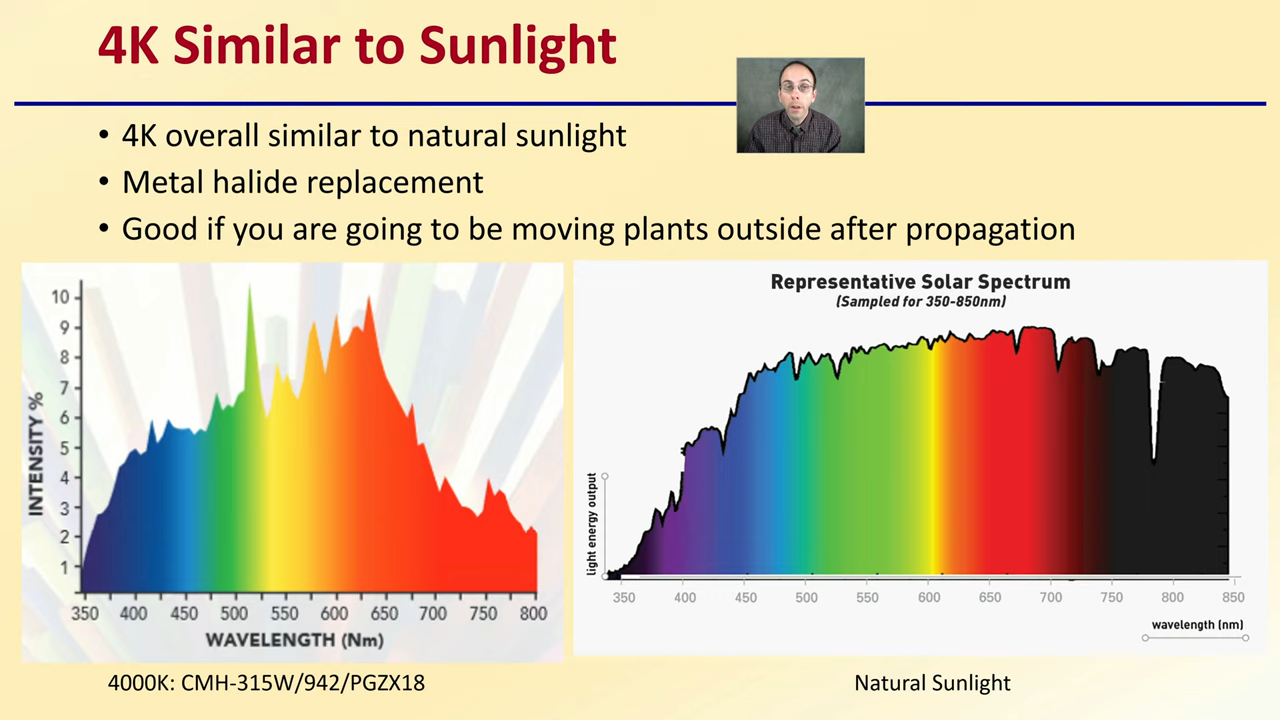 4K Similar to Sunlight
• 4K overall similar to natural sunlight
• Metal halide replacement
• Good if you are going to be moving plants outside after propagation
INTENSITY %
10
9
8
7
6
5
4
3
2
1
350 400 450 500 550 600 650 700 750 800
WAVELENGTH (Nm)
4000K: CMH-315W/942/PGZX18
Representative Solar Spectrum
(Sampled for 350-850nm)
light energy output
350 400 450 500 550 600 650 700 750 800 850
wavelength (nm)
Natural Sunlight